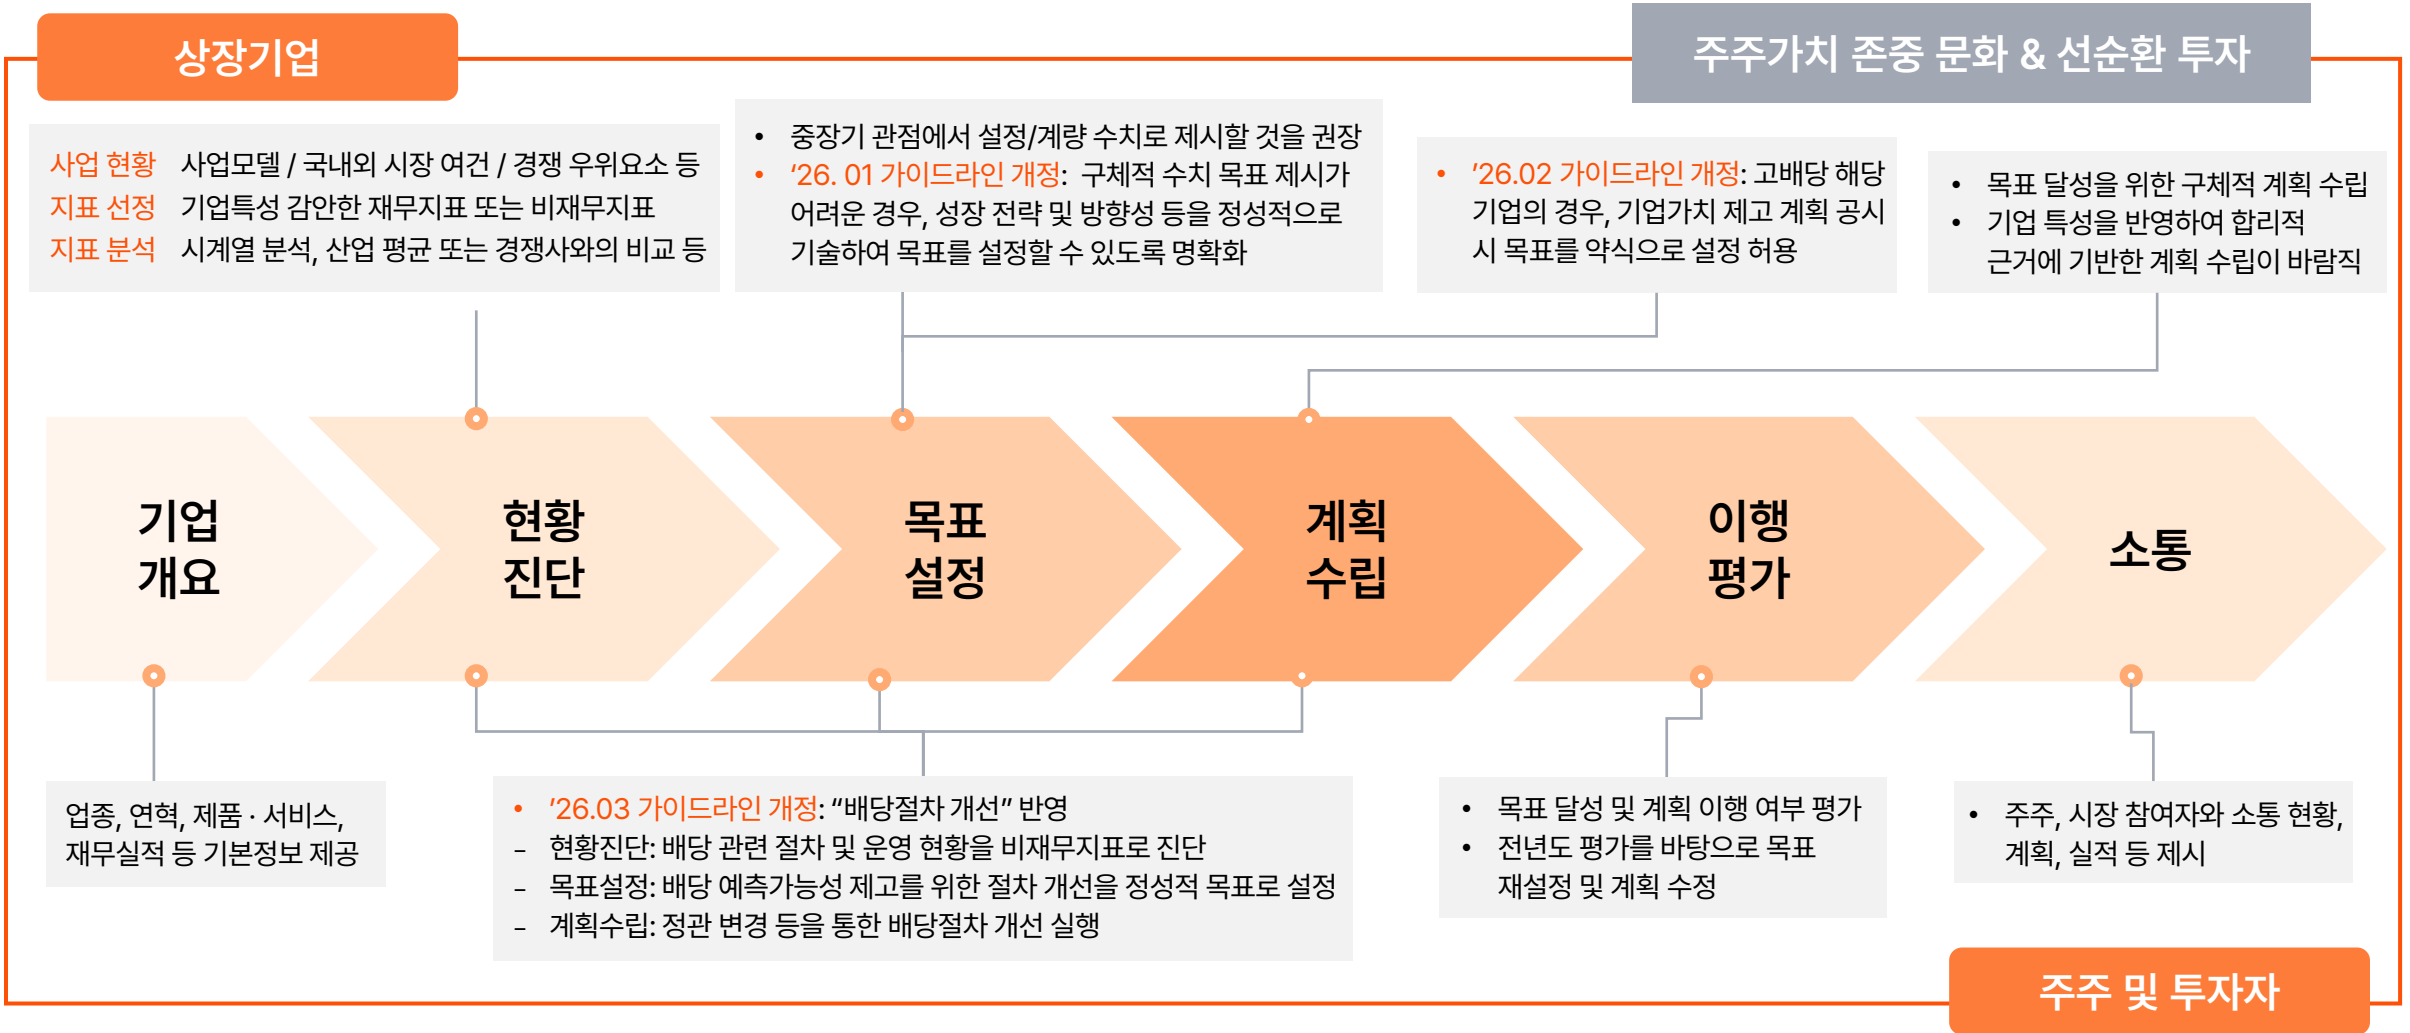 상장기업
주주가치 존중 문화 & 선순환 투자
사업 현황 사업모델 / 국내외 시장 여건 / 경쟁 우위요소 등
지표 선정 기업특성 감안한 재무지표 또는 비재무지표
지표 분석 시계열 분석, 산업 평균 또는 경쟁사와의 비교 등
• 중장기 관점에서 설정/계량 수치로 제시할 것을 권장
• ‘26. 01 가이드라인 개정: 구체적 수치 목표 제시가
어려운 경우, 성장 전략 및 방향성 등을 정성적으로
기술하여 목표를 설정할 수 있도록 명확화
• ’26.02 가이드라인 개정: 고배당 해당
기업의 경우, 기업가치 제고 계획 공시
시 목표를 약식으로 설정 허용
• 목표 달성을 위한 구체적 계획 수립
• 기업 특성을 반영하여 합리적
근거에 기반한 계획 수립이 바람직
기업
개요
현황
진단
목표
설정
계획
수립
이행
평가
소통
업종, 연혁, 제품 · 서비스,
재무실적 등 기본정보 제공
• ’26.03 가이드라인 개정: “배당절차 개선” 반영
– 현황진단: 배당 관련 절차 및 운영 현황을 비재무지표로 진단
– 목표설정: 배당 예측가능성 제고를 위한 절차 개선을 정성적 목표로 설정
– 계획수립: 정관 변경 등을 통한 배당절차 개선 실행
• 목표 달성 및 계획 이행 여부 평가
• 전년도 평가를 바탕으로 목표
재설정 및 계획 수정
• 주주, 시장 참여자와 소통 현황,
계획, 실적 등 제시
주주 및 투자자